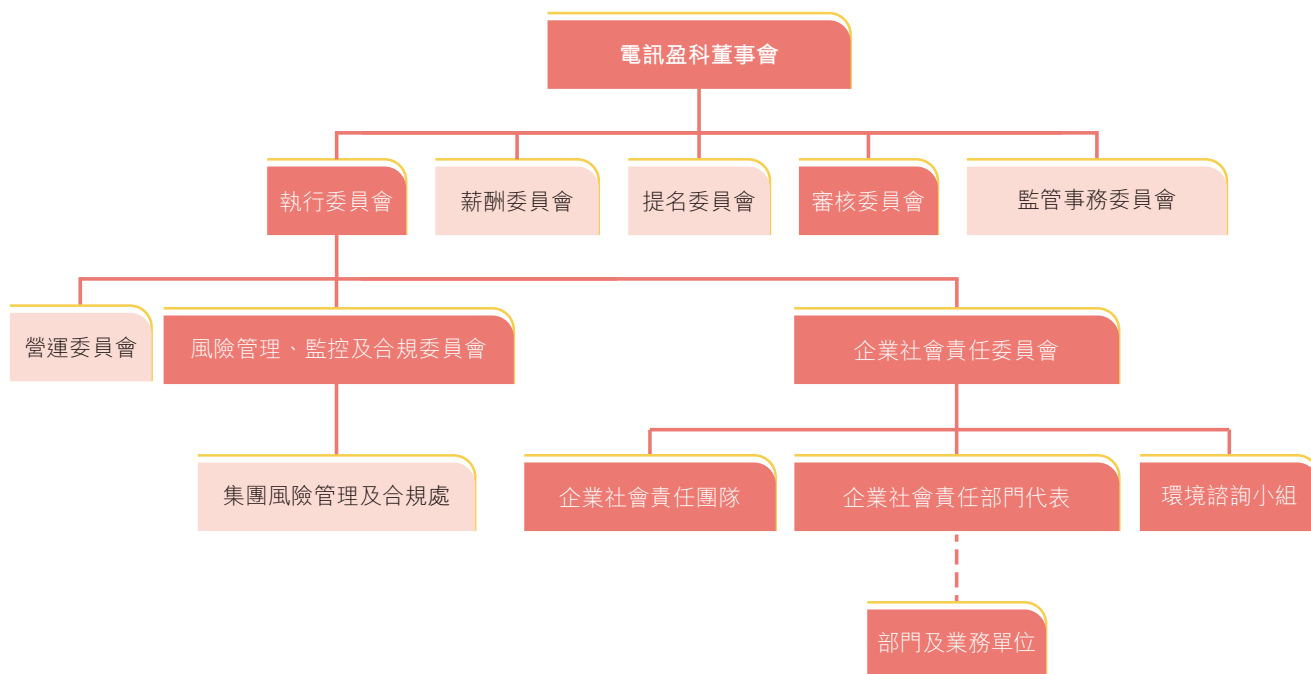 電訊盈科董事會
執行委員會
薪酬委員會
提名委員會
審核委員會
監管事務委員會
營運委員會
風險管理、監控及合規委員會
企業社會責任委員會
集團風險管理及合規處
企業社會責任團隊
企業社會責任部門代表
環境諮詢小組
部門及業務單位